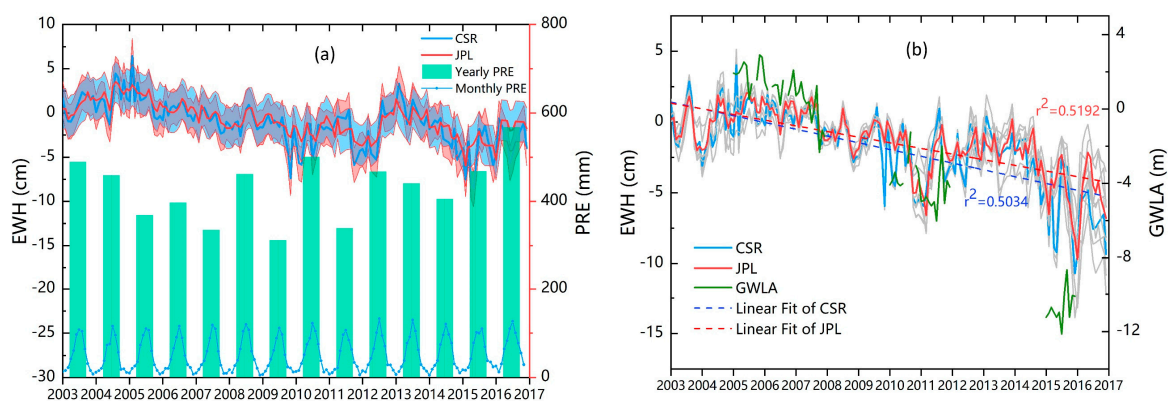 (a)
CSR
JPL
Yearly PRE
Monthly PRE
EWH (cm)
5
0
-5
-10
-15
-20
-25
-30
800
600
400
200
0
PRE (mm)
2003 2004 2005 2006 2007 2008 2009 2010 2011 2012 2013 2014 2015 2016 2017
(b)
EWH (cm)
5
0
-5
-10
-15
4
0
-4
-8
-12
GWLA (m)
r²=0.5192
r²=0.5034
CSR
JPL
GWLA
Linear Fit of CSR
Linear Fit of JPL
2003 2004 2005 2006 2007 2008 2009 2010 2011 2012 2013 2014 2015 2016 2017